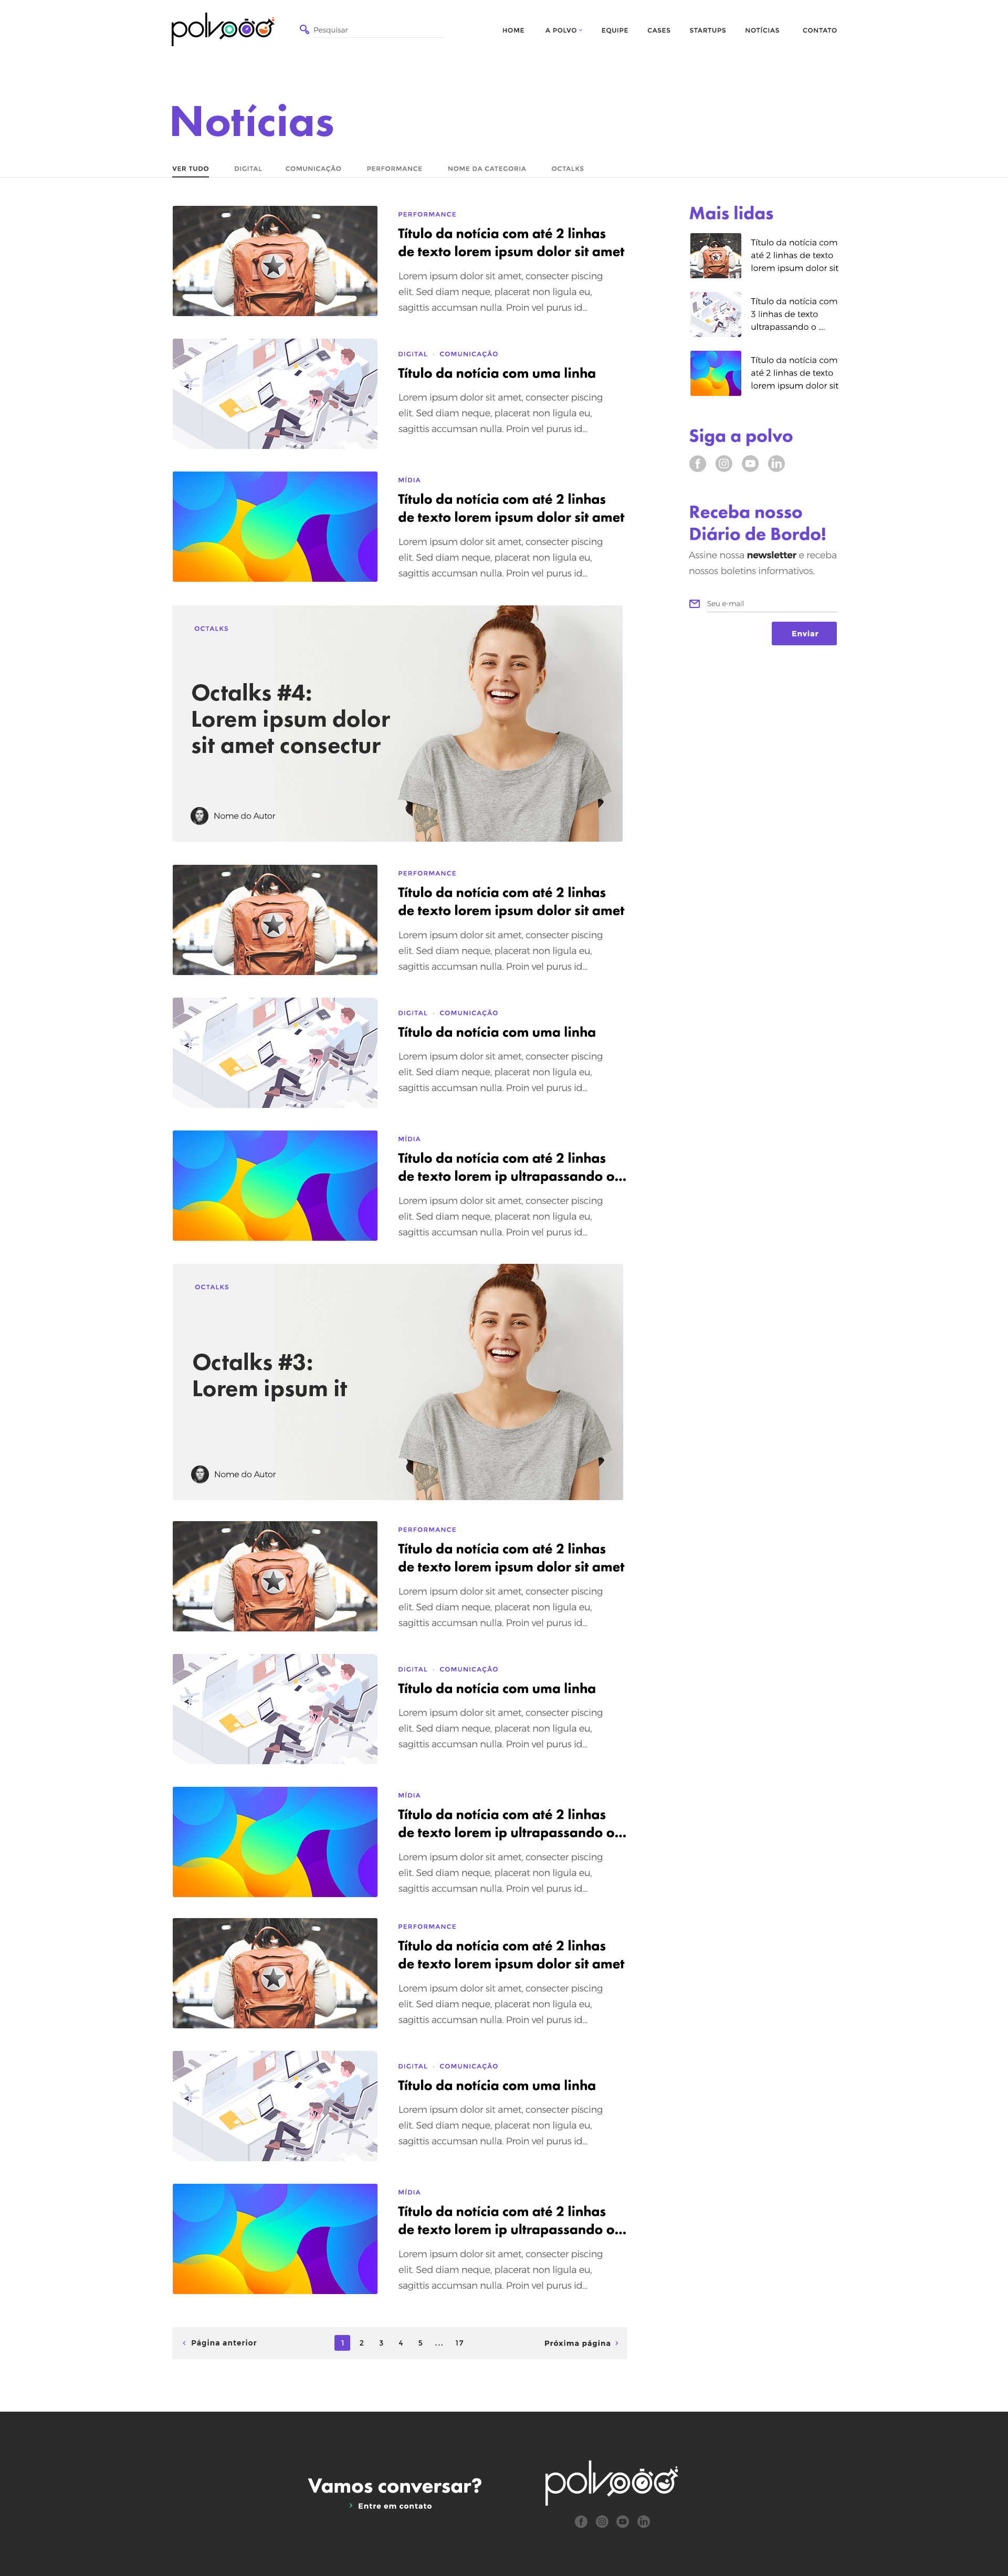 polvo
Pesquisar
HOME A POLVO EQUIPE CASES STARTUPS NOTÍCIAS CONTATO
Notícias
VER TUDO DIGITAL COMUNICAÇÃO PERFORMANCE NOME DA CATEGORIA OCTALKS
PERFORMANCE
Título da notícia com até 2 linhas
de texto lorem ipsum dolor sit amet
Lorem ipsum dolor sit amet, consecter piscing
elit. Sed diam neque, placerat non ligula eu,
sagittis accumsan nulla. Proin vel purus id...
DIGITAL · COMUNICAÇÃO
Título da notícia com uma linha
Lorem ipsum dolor sit amet, consecter piscing
elit. Sed diam neque, placerat non ligula eu,
sagittis accumsan nulla. Proin vel purus id...
MÍDIA
Título da notícia com até 2 linhas
de texto lorem ipsum dolor sit amet
Lorem ipsum dolor sit amet, consecter piscing
elit. Sed diam neque, placerat non ligula eu,
sagittis accumsan nulla. Proin vel purus id...
OCTALKS
Octalks #4:
Lorem ipsum dolor
sit amet consectur
Nome do Autor
PERFORMANCE
Título da notícia com até 2 linhas
de texto lorem ipsum dolor sit amet
Lorem ipsum dolor sit amet, consecter piscing
elit. Sed diam neque, placerat non ligula eu,
sagittis accumsan nulla. Proin vel purus id...
DIGITAL · COMUNICAÇÃO
Título da notícia com uma linha
Lorem ipsum dolor sit amet, consecter piscing
elit. Sed diam neque, placerat non ligula eu,
sagittis accumsan nulla. Proin vel purus id...
MÍDIA
Título da notícia com até 2 linhas
de texto lorem ip ultrapassando o...
Lorem ipsum dolor sit amet, consecter piscing
elit. Sed diam neque, placerat non ligula eu,
sagittis accumsan nulla. Proin vel purus id...
OCTALKS
Octalks #3:
Lorem ipsum it
Nome do Autor
PERFORMANCE
Título da notícia com até 2 linhas
de texto lorem ipsum dolor sit amet
Lorem ipsum dolor sit amet, consecter piscing
elit. Sed diam neque, placerat non ligula eu,
sagittis accumsan nulla. Proin vel purus id...
DIGITAL · COMUNICAÇÃO
Título da notícia com uma linha
Lorem ipsum dolor sit amet, consecter piscing
elit. Sed diam neque, placerat non ligula eu,
sagittis accumsan nulla. Proin vel purus id...
MÍDIA
Título da notícia com até 2 linhas
de texto lorem ip ultrapassando o...
Lorem ipsum dolor sit amet, consecter piscing
elit. Sed diam neque, placerat non ligula eu,
sagittis accumsan nulla. Proin vel purus id...
PERFORMANCE
Título da notícia com até 2 linhas
de texto lorem ipsum dolor sit amet
Lorem ipsum dolor sit amet, consecter piscing
elit. Sed diam neque, placerat non ligula eu,
sagittis accumsan nulla. Proin vel purus id...
DIGITAL · COMUNICAÇÃO
Título da notícia com uma linha
Lorem ipsum dolor sit amet, consecter piscing
elit. Sed diam neque, placerat non ligula eu,
sagittis accumsan nulla. Proin vel purus id...
MÍDIA
Título da notícia com até 2 linhas
de texto lorem ip ultrapassando o...
Lorem ipsum dolor sit amet, consecter piscing
elit. Sed diam neque, placerat non ligula eu,
sagittis accumsan nulla. Proin vel purus id...
‹ Página anterior 1 2 3 4 5 ... 17 Próxima página ›
Mais lidas
Título da notícia com
até 2 linhas de texto
lorem ipsum dolor sit
Título da notícia com
3 linhas de texto
ultrapassando o ....
Título da notícia com
até 2 linhas de texto
lorem ipsum dolor sit
Siga a polvo
Receba nosso
Diário de Bordo!
Assine nossa newsletter e receba
nossos boletins informativos.
Seu e-mail
Enviar
Vamos conversar?
› Entre em contato
polvo